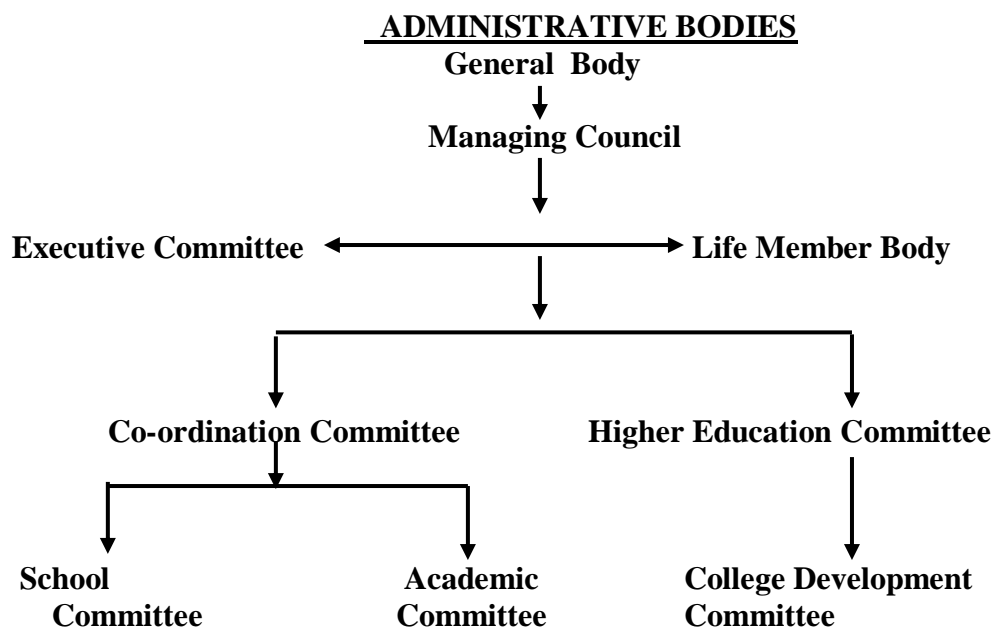 ADMINISTRATIVE BODIES
General Body
Managing Council
Executive Committee
Life Member Body
Co-ordination Committee
Higher Education Committee
School
Committee
Academic
Committee
College Development
Committee